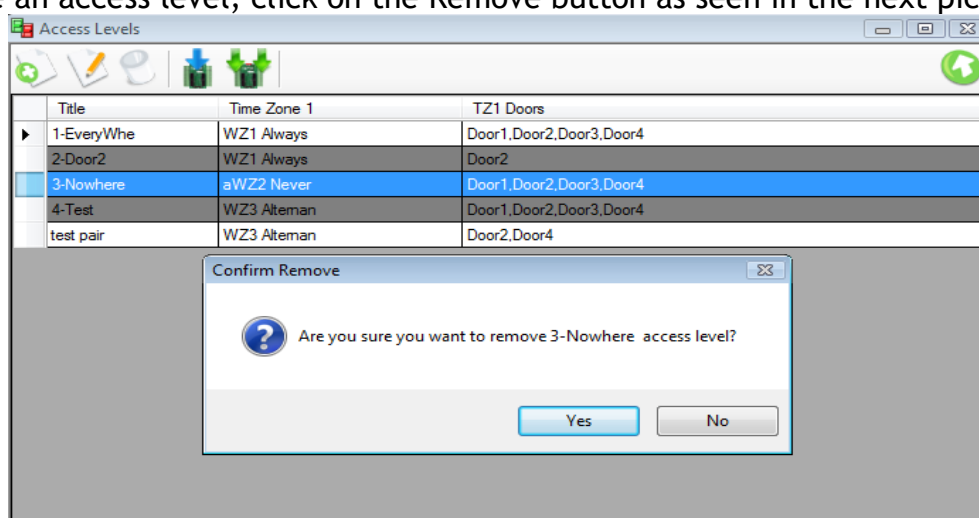 an access level, click on the Remove button as seen in the next pic
Access Levels
Title Time Zone 1 TZ1 Doors
1-EveryWhe WZ1 Always Door1,Door2,Door3,Door4
2-Door2 WZ1 Always Door2
3-Nowhere aWZ2 Never Door1,Door2,Door3,Door4
4-Test WZ3 Alternan Door1,Door2,Door3,Door4
test pair WZ3 Alternan Door2,Door4
Confirm Remove
Are you sure you want to remove 3-Nowhere access level?
Yes No